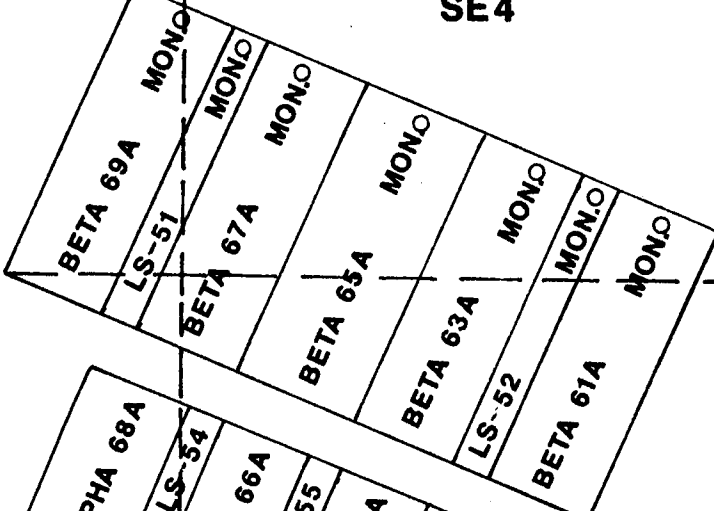 SE4
MON.
BETA 69A
MON.
LS-51
MON.
BETA 67A
MON.
BETA 65A
MON.
BETA 63A
MON.
LS-52
MON.
BETA 61A
PHA 68A
LS-54
66A
55
A